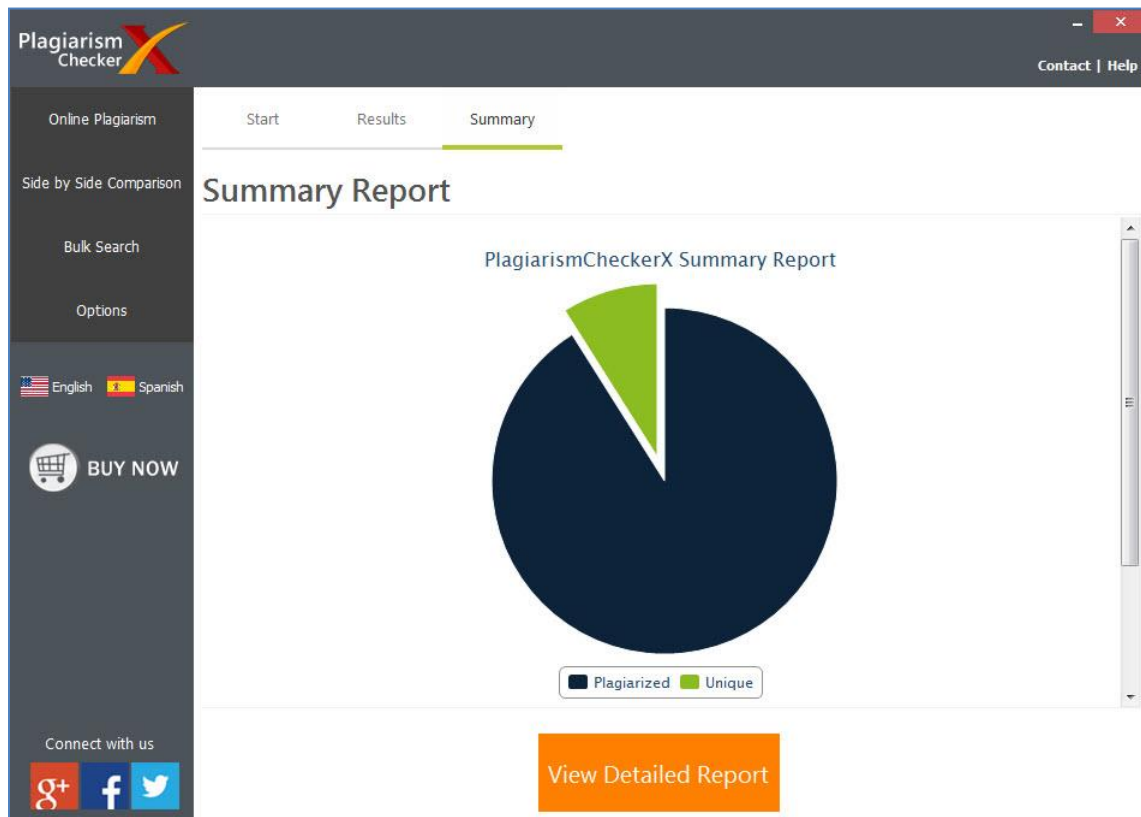 Plagiarism
Checker X
Contact | Help
Online Plagiarism
Side by Side Comparison
Bulk Search
Options
English Spanish
BUY NOW
Connect with us
g+ f
Start Results Summary
Summary Report
PlagiarismCheckerX Summary Report
Plagiarized Unique
View Detailed Report